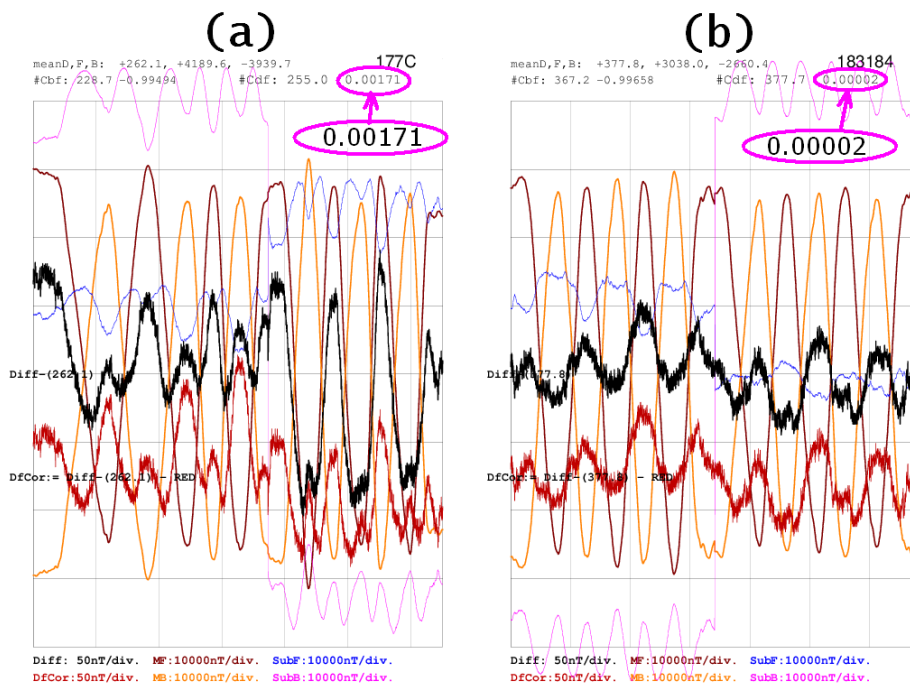 (a)
meanD,F,B: +262.1, +4189.6, -3939.7
177C
#Cbf: 228.7 -0.99494 #Cdf: 255.0 0.00171
0.00171
Diff-(262.1)
DfCor:= Diff-(262.1) - RED
Diff: 50nT/div. MF:10000nT/div. SubF:10000nT/div.
DfCor:50nT/div. MB:10000nT/div. SubB:10000nT/div.
(b)
meanD,F,B: +377.8, +3038.0, -2660.4
183184
#Cbf: 367.2 -0.99658 #Cdf: 377.7 0.00002
0.00002
Diff-(377.8)
DfCor:= Diff-(377.8) - RED
Diff: 50nT/div. MF:10000nT/div. SubF:10000nT/div.
DfCor:50nT/div. MB:10000nT/div. SubB:10000nT/div.